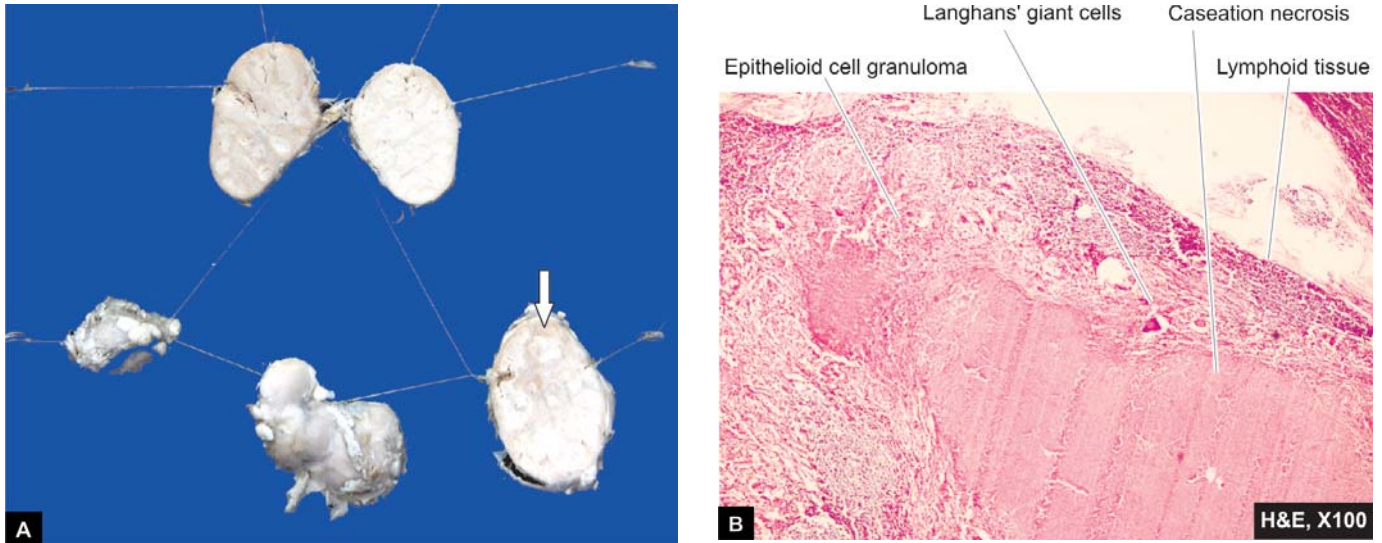 Langhans' giant cells
Caseation necrosis
Epithelioid cell granuloma
Lymphoid tissue
A
B
H&E, X100